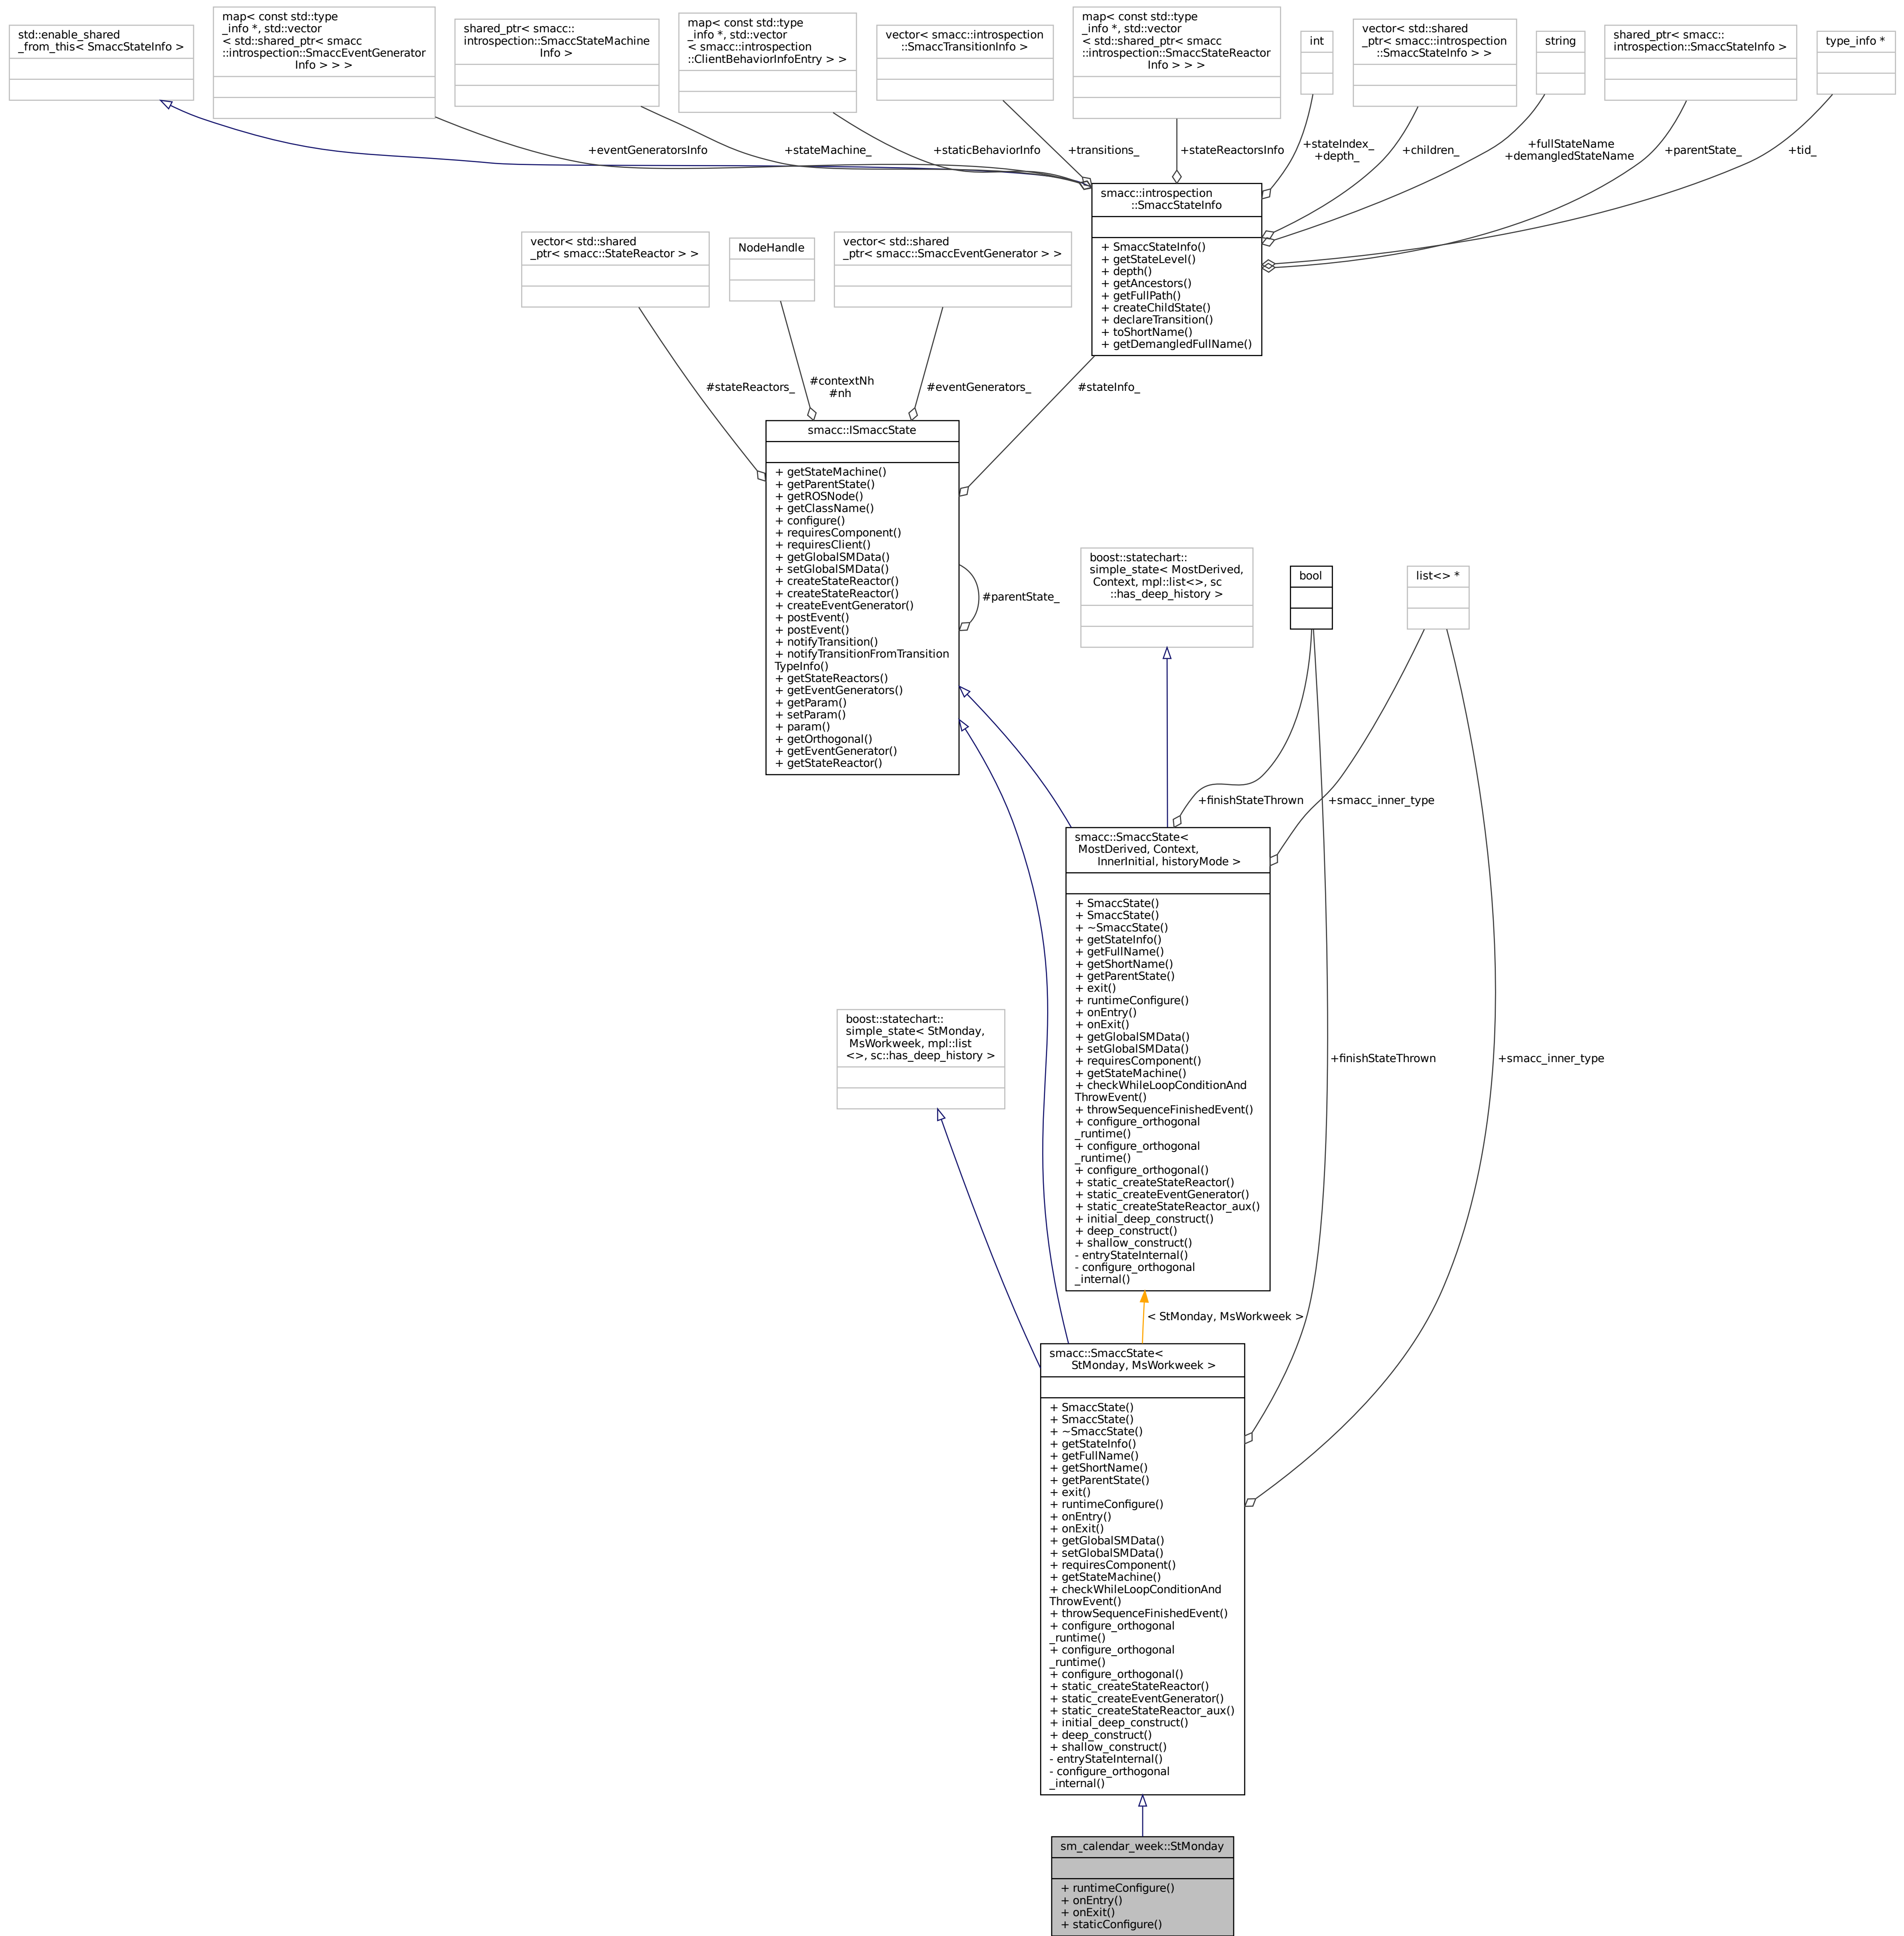 std::enable_shared
_from_this< SmaccStateInfo >
map< const std::type
_info *, std::vector
< std::shared_ptr< smacc
::introspection::SmaccEventGenerator
Info > > >
shared_ptr< smacc::
introspection::SmaccStateMachine
Info >
map< const std::type
_info *, std::vector
< smacc::introspection
::ClientBehaviorInfoEntry > >
vector< smacc::introspection
::SmaccTransitionInfo >
map< const std::type
_info *, std::vector
< std::shared_ptr< smacc
::introspection::SmaccStateReactor
Info > > >
int
vector< std::shared
_ptr< smacc::introspection
::SmaccStateInfo > >
string
shared_ptr< smacc::
introspection::SmaccStateInfo >
type_info *
+eventGeneratorsInfo
+stateMachine_
+staticBehaviorInfo
+transitions_
+stateReactorsInfo
+stateIndex_
+depth_
+children_
+fullStateName
+demangledStateName
+parentState_
+tid_
smacc::introspection
::SmaccStateInfo
+ SmaccStateInfo()
+ getStateLevel()
+ depth()
+ getAncestors()
+ getFullPath()
+ createChildState()
+ declareTransition()
+ toShortName()
+ getDemangledFullName()
vector< std::shared
_ptr< smacc::StateReactor > >
NodeHandle
vector< std::shared
_ptr< smacc::SmaccEventGenerator > >
#stateReactors_
#contextNh
#nh
#eventGenerators_
#stateInfo_
smacc::ISmaccState
+ getStateMachine()
+ getParentState()
+ getROSNode()
+ getClassName()
+ configure()
+ requiresComponent()
+ requiresClient()
+ getGlobalSMData()
+ setGlobalSMData()
+ createStateReactor()
+ createStateReactor()
+ createEventGenerator()
+ postEvent()
+ postEvent()
+ notifyTransition()
+ notifyTransitionFromTransition
TypeInfo()
+ getStateReactors()
+ getEventGenerators()
+ getParam()
+ setParam()
+ param()
+ getOrthogonal()
+ getEventGenerator()
+ getStateReactor()
#parentState_
boost::statechart::
simple_state< MostDerived,
Context, mpl::list<>, sc
::has_deep_history >
bool
list<> *
+finishStateThrown
+smacc_inner_type
smacc::SmaccState<
MostDerived, Context,
InnerInitial, historyMode >
+ SmaccState()
+ SmaccState()
+ ~SmaccState()
+ getStateInfo()
+ getFullName()
+ getShortName()
+ getParentState()
+ exit()
+ runtimeConfigure()
+ onEntry()
+ onExit()
+ getGlobalSMData()
+ setGlobalSMData()
+ requiresComponent()
+ getStateMachine()
+ checkWhileLoopConditionAnd
ThrowEvent()
+ throwSequenceFinishedEvent()
+ configure_orthogonal
_runtime()
+ configure_orthogonal
_runtime()
+ configure_orthogonal()
+ static_createStateReactor()
+ static_createEventGenerator()
+ static_createStateReactor_aux()
+ initial_deep_construct()
+ deep_construct()
+ shallow_construct()
- entryStateInternal()
- configure_orthogonal
_internal()
boost::statechart::
simple_state< StMonday,
MsWorkweek, mpl::list
<>, sc::has_deep_history >
+finishStateThrown
+smacc_inner_type
< StMonday, MsWorkweek >
smacc::SmaccState<
StMonday, MsWorkweek >
+ SmaccState()
+ SmaccState()
+ ~SmaccState()
+ getStateInfo()
+ getFullName()
+ getShortName()
+ getParentState()
+ exit()
+ runtimeConfigure()
+ onEntry()
+ onExit()
+ getGlobalSMData()
+ setGlobalSMData()
+ requiresComponent()
+ getStateMachine()
+ checkWhileLoopConditionAnd
ThrowEvent()
+ throwSequenceFinishedEvent()
+ configure_orthogonal
_runtime()
+ configure_orthogonal
_runtime()
+ configure_orthogonal()
+ static_createStateReactor()
+ static_createEventGenerator()
+ static_createStateReactor_aux()
+ initial_deep_construct()
+ deep_construct()
+ shallow_construct()
- entryStateInternal()
- configure_orthogonal
_internal()
sm_calendar_week::StMonday
+ runtimeConfigure()
+ onEntry()
+ onExit()
+ staticConfigure()